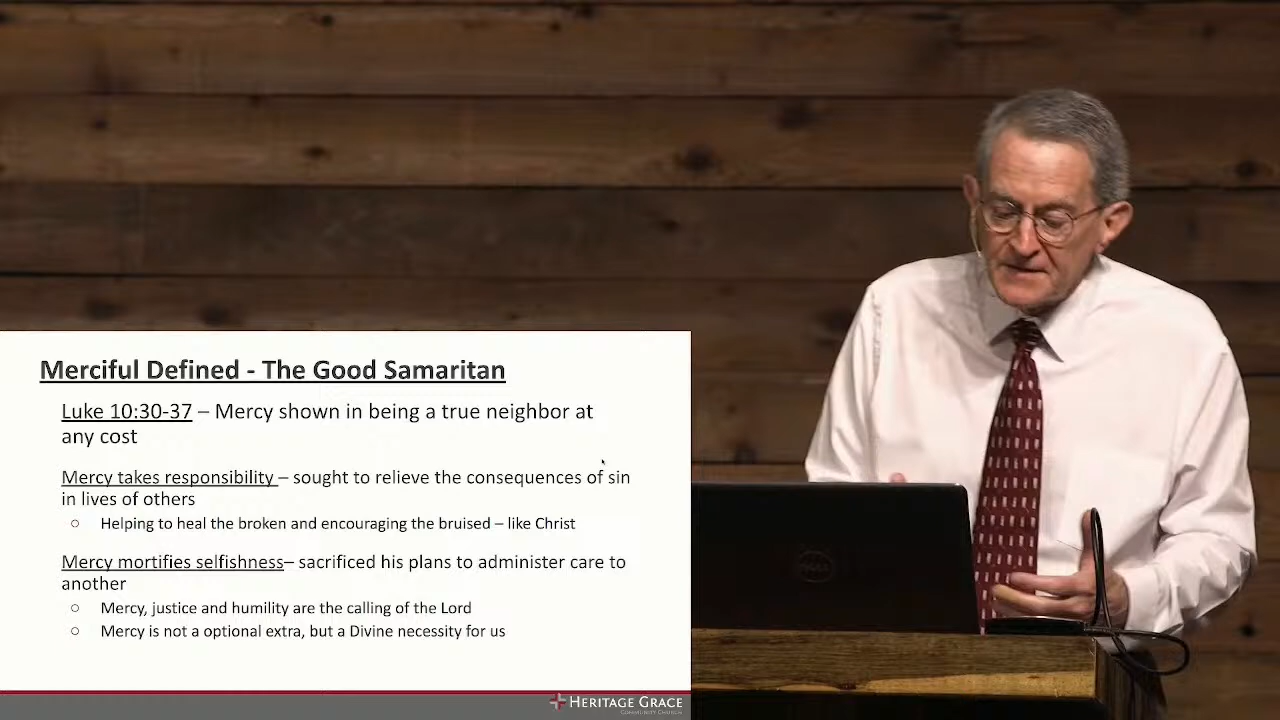 Merciful Defined - The Good Samaritan
Luke 10:30-37 – Mercy shown in being a true neighbor at
any cost
Mercy takes responsibility – sought to relieve the consequences of sin
in lives of others
○ Helping to heal the broken and encouraging the bruised – like Christ
Mercy mortifies selfishness– sacrificed his plans to administer care to
another
○ Mercy, justice and humility are the calling of the Lord
○ Mercy is not a optional extra, but a Divine necessity for us
HERITAGE GRACE
COMMUNITY CHURCH
DELL